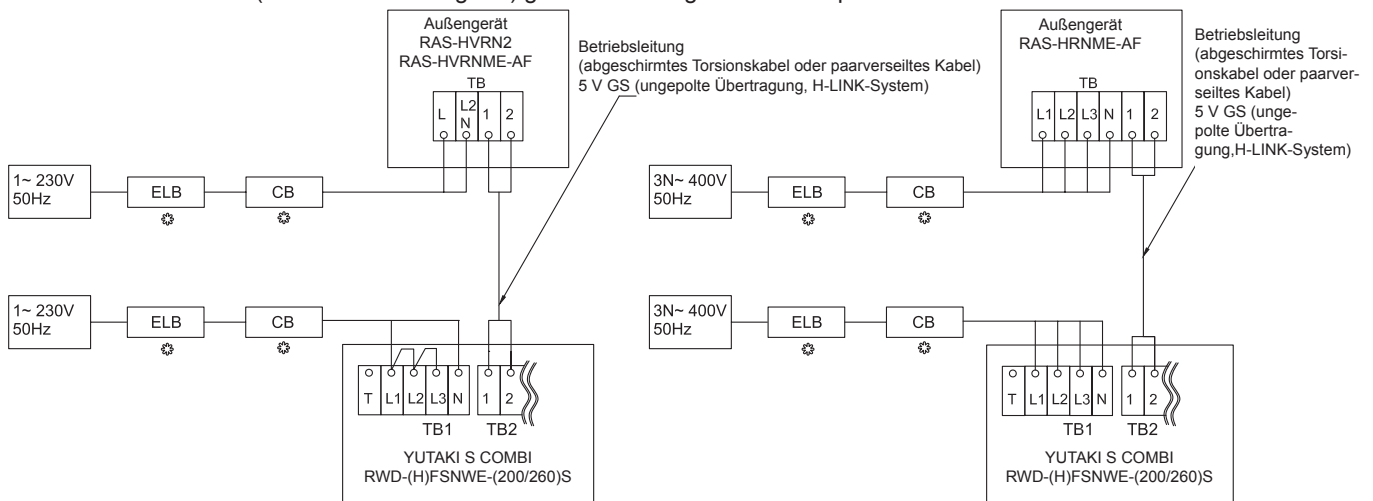 Außengerät
RAS-HVRN2
RAS-HVRNME-AF
TB
L
L2
N
1
2
Betriebsleitung
(abgeschirmtes Torsionskabel oder paarverseiltes Kabel)
5 V GS (ungepolte Übertragung, H-LINK-System)
1~ 230V
50Hz
ELB
CB
1~ 230V
50Hz
ELB
CB
T L1 L2 L3 N 1 2
TB1 TB2
YUTAKI S COMBI
RWD-(H)FSNWE-(200/260)S
Außengerät
RAS-HRNME-AF
TB
L1 L2 L3 N 1 2
Betriebsleitung
(abgeschirmtes Torsi-
onskabel oder paarver-
seiltes Kabel)
5 V GS (unge-
polte Übertra-
gung,H-LINK-System)
3N~ 400V
50Hz
ELB
CB
3N~ 400V
50Hz
ELB
CB
T L1 L2 L3 N 1 2
TB1 TB2
YUTAKI S COMBI
RWD-(H)FSNWE-(200/260)S